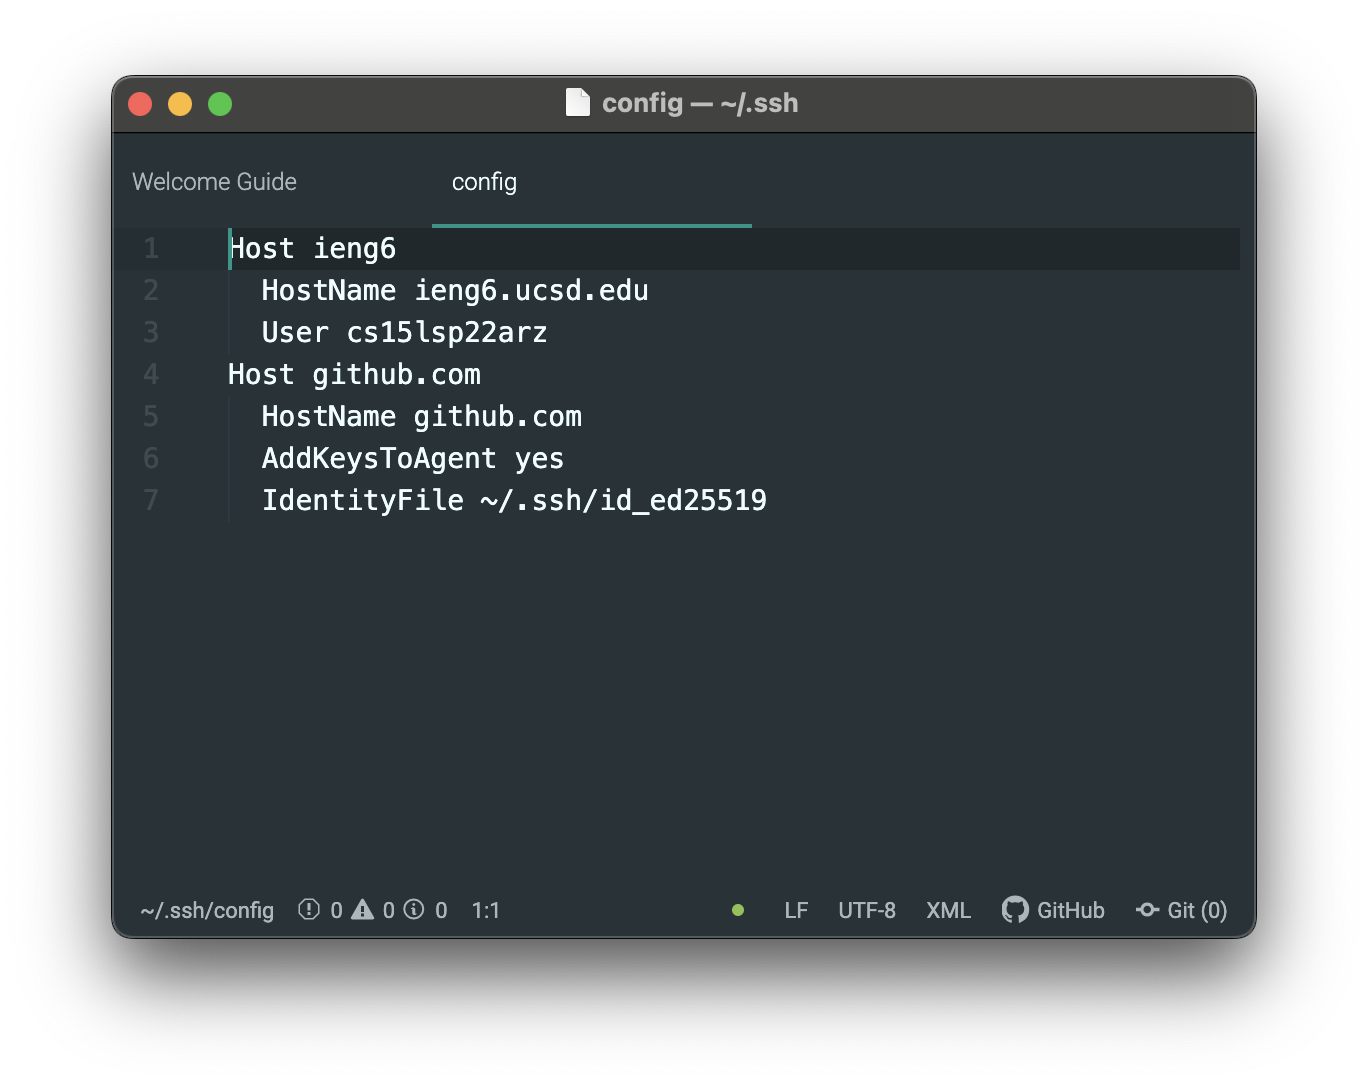 config — ~/.ssh
Welcome Guide config
1 Host ieng6
2 HostName ieng6.ucsd.edu
3 User cs15lsp22arz
4 Host github.com
5 HostName github.com
6 AddKeysToAgent yes
7 IdentityFile ~/.ssh/id_ed25519
~/.ssh/config 0 0 0 1:1 LF UTF-8 XML GitHub Git (0)